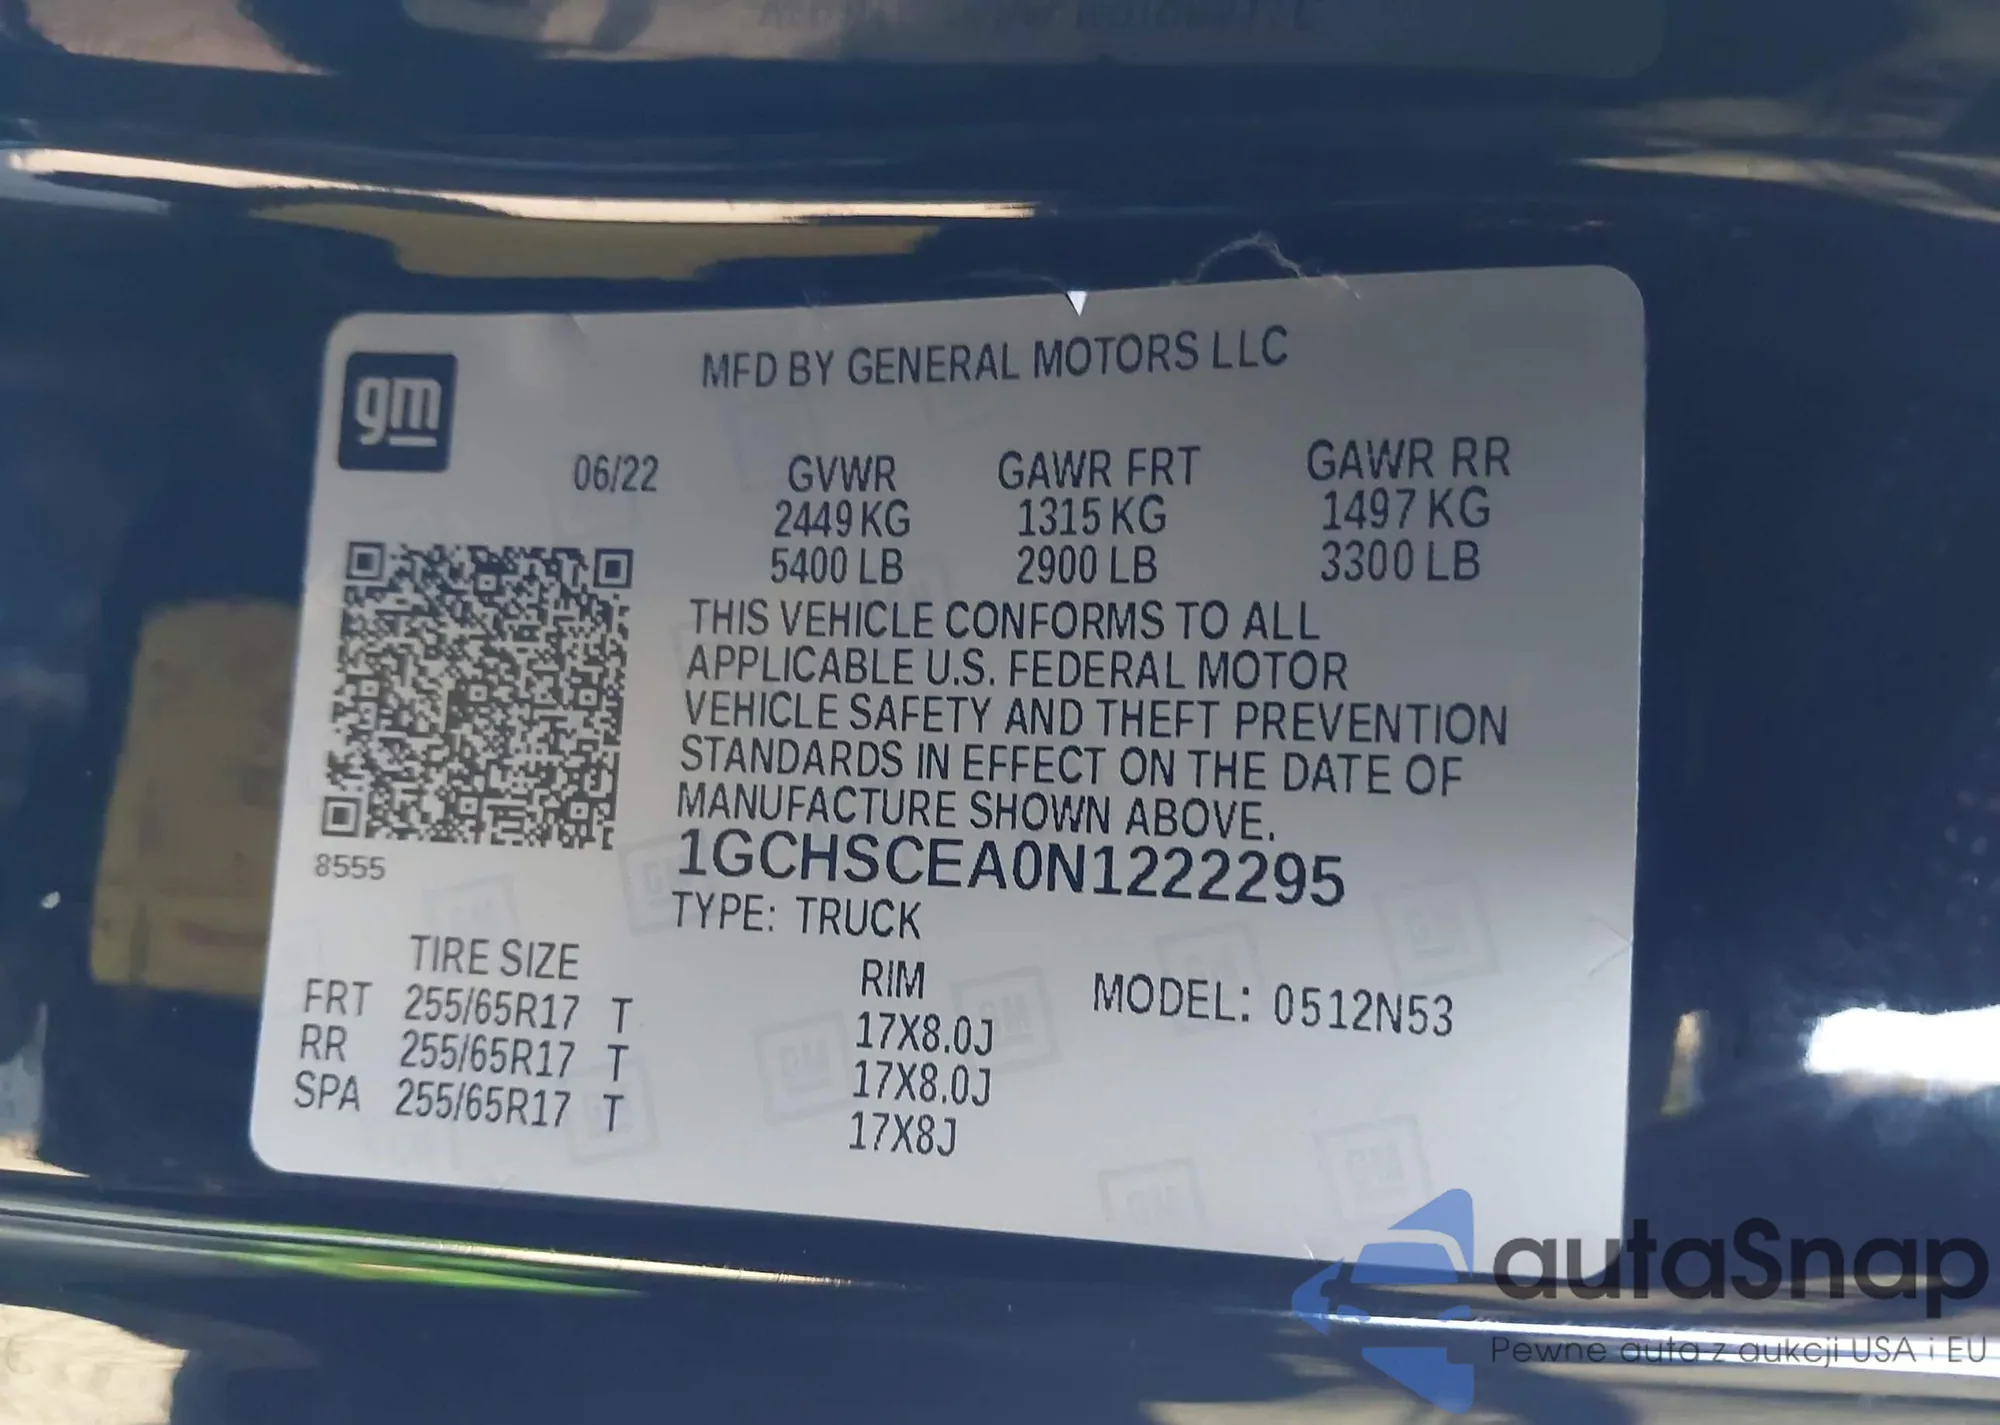 gm
MFD BY GENERAL MOTORS LLC
06/22
GVWR GAWR FRT GAWR RR
2449 KG 1315 KG 1497 KG
5400 LB 2900 LB 3300 LB
THIS VEHICLE CONFORMS TO ALL
APPLICABLE U.S. FEDERAL MOTOR
VEHICLE SAFETY AND THEFT PREVENTION
STANDARDS IN EFFECT ON THE DATE OF
MANUFACTURE SHOWN ABOVE.
8555
1GCHSCEA0N1222295
TYPE: TRUCK
TIRE SIZE RIM MODEL: 0512N53
FRT 255/65R17 T 17X8.0J
RR 255/65R17 T 17X8.0J
SPA 255/65R17 T 17X8J
autaSnap
Pewne auta z aukcji USA i EU